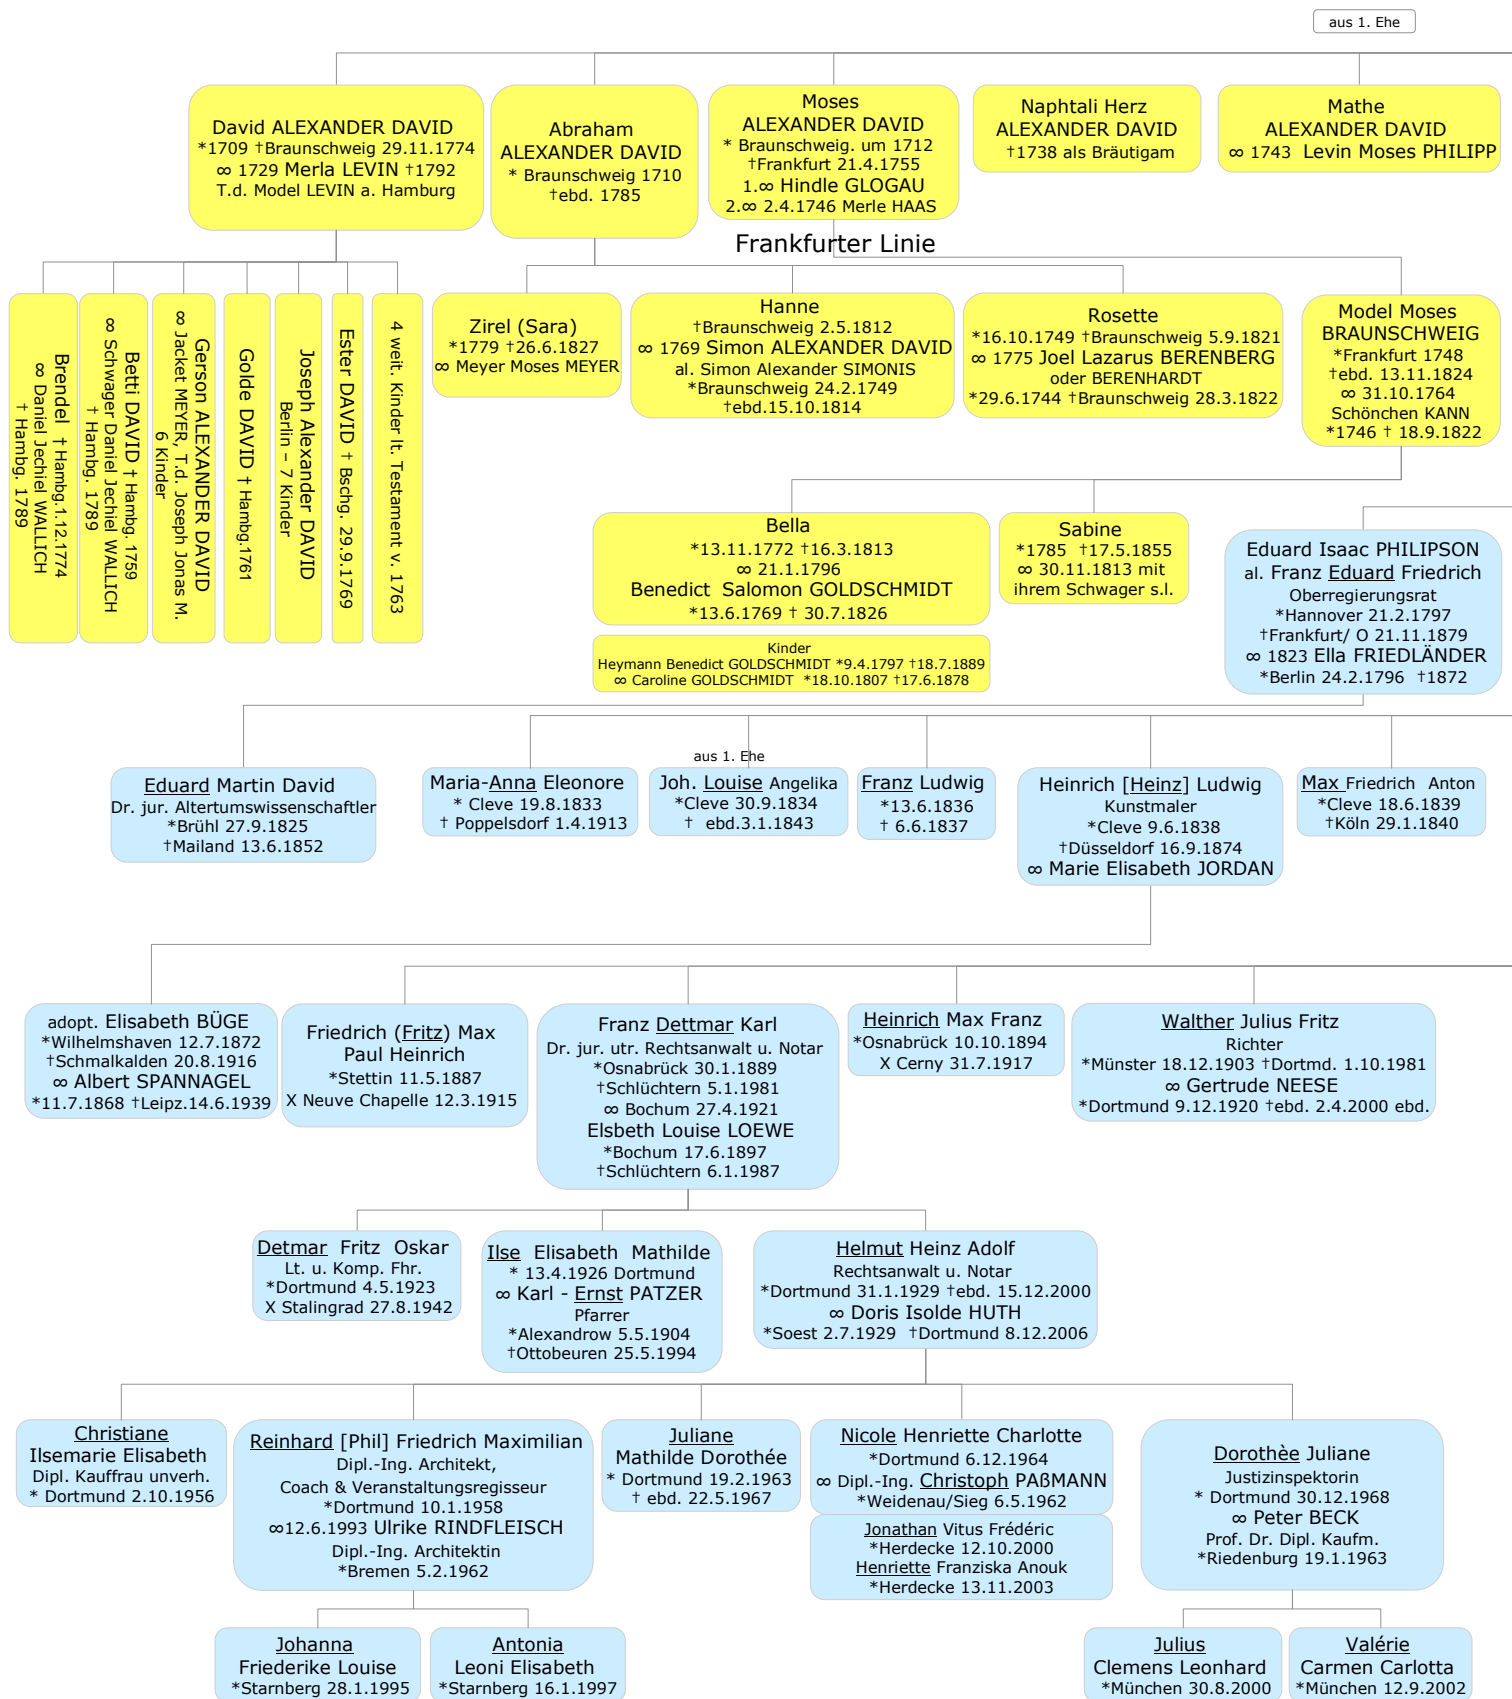 aus 1. Ehe
David ALEXANDER DAVID
*1709 †Braunschweig 29.11.1774
∞ 1729 Merla LEVIN †1792
T.d. Model LEVIN a. Hamburg
Abraham
ALEXANDER DAVID
* Braunschweig 1710
†ebd. 1785
Moses
ALEXANDER DAVID
* Braunschweig. um 1712
†Frankfurt 21.4.1755
1.∞ Hindle GLOGAU
2.∞ 2.4.1746 Merle HAAS
Naphtali Herz
ALEXANDER DAVID
†1738 als Bräutigam
Mathe
ALEXANDER DAVID
∞ 1743 Levin Moses PHILIPP
Frankfurter Linie
Brendel † Hambg.1.12.1774
∞ Daniel Jechiel WALLICH
† Hambg. 1789
Betti DAVID † Hambg. 1759
∞ Schwager Daniel Jechiel WALLICH
† Hambg. 1789
Gerson ALEXANDER DAVID
∞ Jacket MEYER, T.d. Joseph Jonas M.
6 Kinder
Golde DAVID † Hambg.1761
Joseph Alexander DAVID
Berlin – 7 Kinder
Ester DAVID † Bschg. 29.9.1769
4 weit. Kinder lt. Testament v. 1763
Zirel (Sara)
*1779 †26.6.1827
∞ Meyer Moses MEYER
Hanne
†Braunschweig 2.5.1812
∞ 1769 Simon ALEXANDER DAVID
al. Simon Alexander SIMONIS
*Braunschweig 24.2.1749
†ebd.15.10.1814
Rosette
*16.10.1749 †Braunschweig 5.9.1821
∞ 1775 Joel Lazarus BERENBERG
oder BERENHARDT
*29.6.1744 †Braunschweig 28.3.1822
Model Moses
BRAUNSCHWEIG
*Frankfurt 1748
†ebd. 13.11.1824
∞ 31.10.1764
Schönchen KANN
*1746 † 18.9.1822
Bella
*13.11.1772 †16.3.1813
∞ 21.1.1796
Benedict Salomon GOLDSCHMIDT
*13.6.1769 † 30.7.1826
Sabine
*1785 †17.5.1855
∞ 30.11.1813 mit
ihrem Schwager s.l.
Eduard Isaac PHILIPSON
al. Franz Eduard Friedrich
Oberregierungsrat
*Hannover 21.2.1797
†Frankfurt/ O 21.11.1879
∞ 1823 Ella FRIEDLÄNDER
*Berlin 24.2.1796 †1872
Kinder
Heymann Benedict GOLDSCHMIDT *9.4.1797 †18.7.1889
∞ Caroline GOLDSCHMIDT *18.10.1807 †17.6.1878
aus 1. Ehe
Eduard Martin David
Dr. jur. Altertumswissenschaftler
*Brühl 27.9.1825
†Mailand 13.6.1852
Maria-Anna Eleonore
* Cleve 19.8.1833
† Poppelsdorf 1.4.1913
Joh. Louise Angelika
*Cleve 30.9.1834
† ebd.3.1.1843
Franz Ludwig
*13.6.1836
† 6.6.1837
Heinrich [Heinz] Ludwig
Kunstmaler
*Cleve 9.6.1838
†Düsseldorf 16.9.1874
∞ Marie Elisabeth JORDAN
Max Friedrich Anton
*Cleve 18.6.1839
†Köln 29.1.1840
adopt. Elisabeth BÜGE
*Wilhelmshaven 12.7.1872
†Schmalkalden 20.8.1916
∞ Albert SPANNAGEL
*11.7.1868 †Leipz.14.6.1939
Friedrich (Fritz) Max
Paul Heinrich
*Stettin 11.5.1887
X Neuve Chapelle 12.3.1915
Franz Dettmar Karl
Dr. jur. utr. Rechtsanwalt u. Notar
*Osnabrück 30.1.1889
†Schlüchtern 5.1.1981
∞ Bochum 27.4.1921
Elsbeth Louise LOEWE
*Bochum 17.6.1897
†Schlüchtern 6.1.1987
Heinrich Max Franz
*Osnabrück 10.10.1894
X Cerny 31.7.1917
Walther Julius Fritz
Richter
*Münster 18.12.1903 †Dortmd. 1.10.1981
∞ Gertrude NEESE
*Dortmund 9.12.1920 †ebd. 2.4.2000 ebd.
Detmar Fritz Oskar
Lt. u. Komp. Fhr.
*Dortmund 4.5.1923
X Stalingrad 27.8.1942
Ilse Elisabeth Mathilde
* 13.4.1926 Dortmund
∞ Karl - Ernst PATZER
Pfarrer
*Alexandrow 5.5.1904
†Ottobeuren 25.5.1994
Helmut Heinz Adolf
Rechtsanwalt u. Notar
*Dortmund 31.1.1929 †ebd. 15.12.2000
∞ Doris Isolde HUTH
*Soest 2.7.1929 †Dortmund 8.12.2006
Christiane
Ilsemarie Elisabeth
Dipl. Kauffrau unverh.
* Dortmund 2.10.1956
Reinhard [Phil] Friedrich Maximilian
Dipl.-Ing. Architekt,
Coach & Veranstaltungsregisseur
*Dortmund 10.1.1958
∞12.6.1993 Ulrike RINDFLEISCH
Dipl.-Ing. Architektin
*Bremen 5.2.1962
Juliane
Mathilde Dorothée
* Dortmund 19.2.1963
† ebd. 22.5.1967
Nicole Henriette Charlotte
*Dortmund 6.12.1964
∞ Dipl.-Ing. Christoph PAßMANN
*Weidenau/Sieg 6.5.1962
Jonathan Vitus Frédéric
*Herdecke 12.10.2000
Henriette Franziska Anouk
*Herdecke 13.11.2003
Dorothèe Juliane
Justizinspektorin
* Dortmund 30.12.1968
∞ Peter BECK
Prof. Dr. Dipl. Kaufm.
*Riedenburg 19.1.1963
Johanna
Friederike Louise
*Starnberg 28.1.1995
Antonia
Leoni Elisabeth
*Starnberg 16.1.1997
Julius
Clemens Leonhard
*München 30.8.2000
Valérie
Carmen Carlotta
*München 12.9.2002